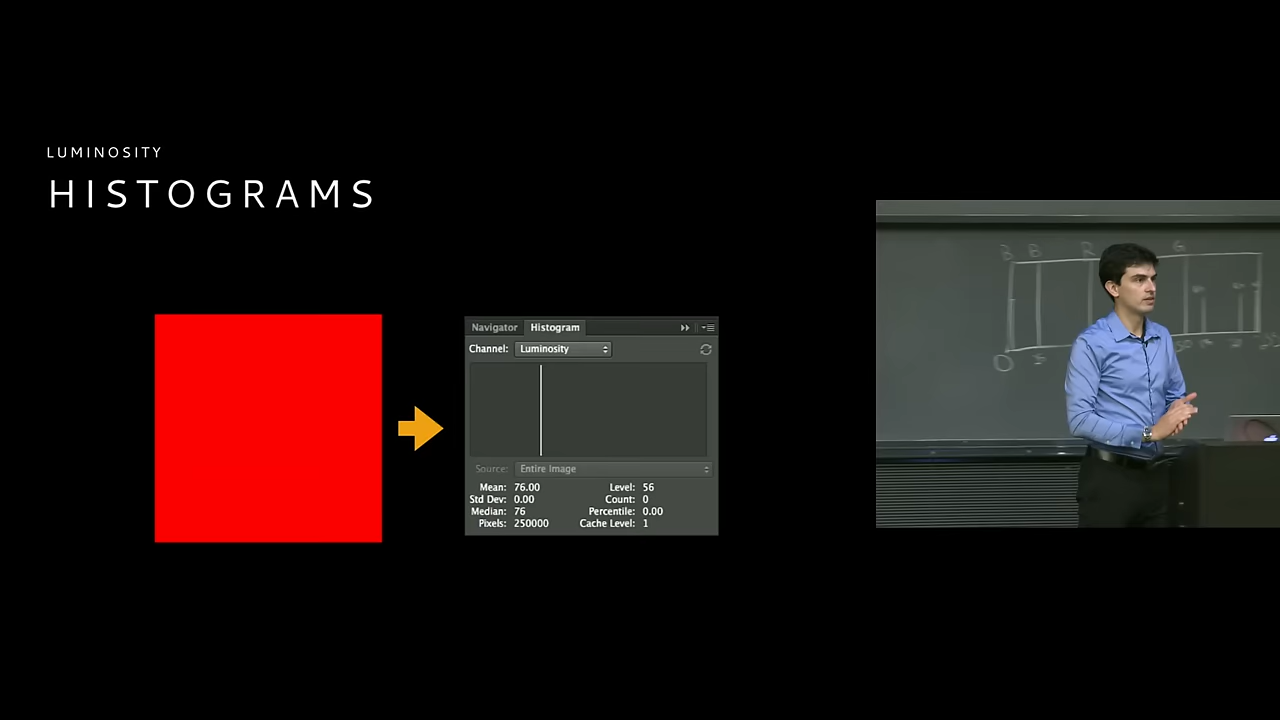 LUMINOSITY
HISTOGRAMS
Navigator Histogram
Channel: Luminosity
Source: Entire Image
Mean: 76.00 Level: 56
Std Dev: 0.00 Count: 0
Median: 76 Percentile: 0.00
Pixels: 250000 Cache Level: 1
B B R G
0